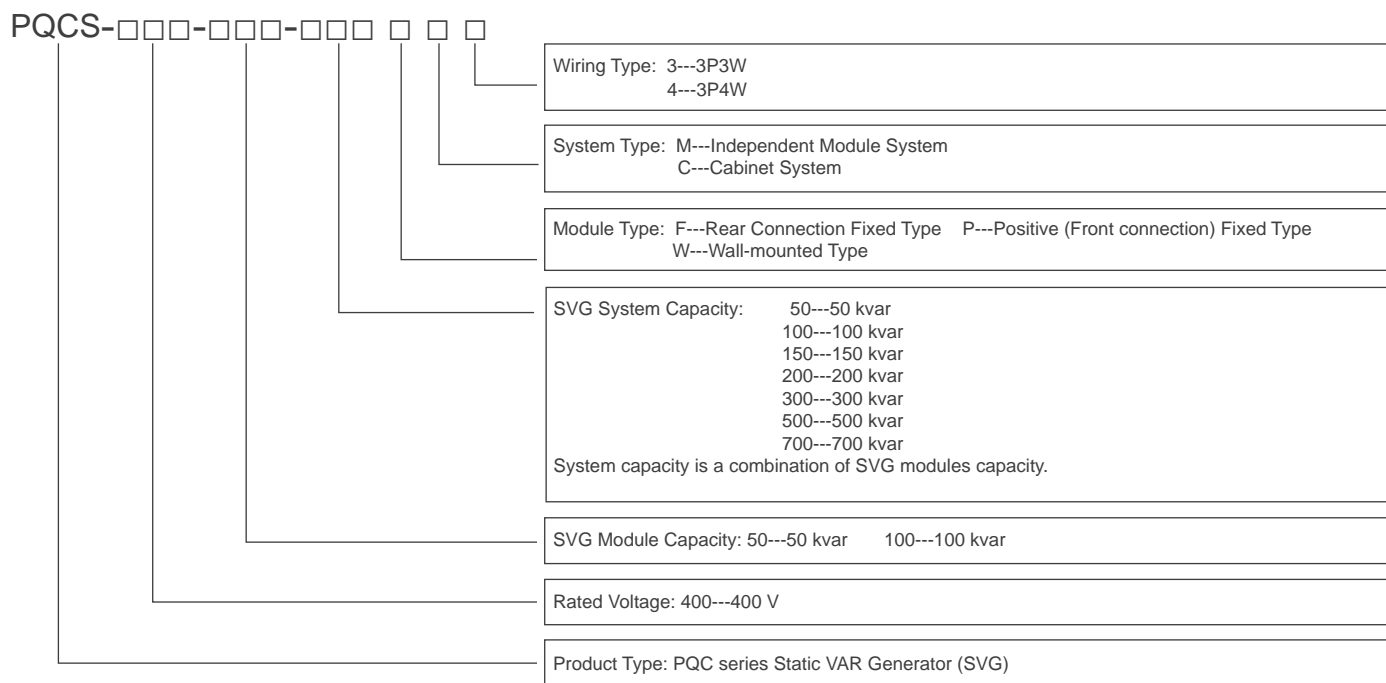 PQCS-□□□-□□□-□□□ □ □ □
Wiring Type: 3---3P3W
4---3P4W
System Type: M---Independent Module System
C---Cabinet System
Module Type: F---Rear Connection Fixed Type P---Positive (Front connection) Fixed Type
W---Wall-mounted Type
SVG System Capacity: 50---50 kvar
100---100 kvar
150---150 kvar
200---200 kvar
300---300 kvar
500---500 kvar
700---700 kvar
System capacity is a combination of SVG modules capacity.
SVG Module Capacity: 50---50 kvar 100---100 kvar
Rated Voltage: 400---400 V
Product Type: PQC series Static VAR Generator (SVG)